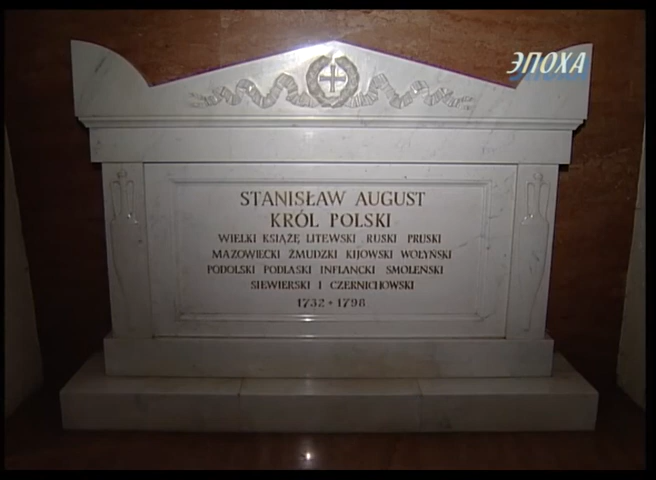 ЭПОХА
STANISŁAW AUGUST
KRÓL POLSKI
WIELKI KSIĄŻĘ LITEWSKI RUSKI PRUSKI
MAZOWIECKI ŻMUDZKI KIJOWSKI WOŁYŃSKI
PODOLSKI PODLASKI INFLANCKI SMOLEŃSKI
SIEWIERSKI I CZERNICHOWSKI
1732 + 1798